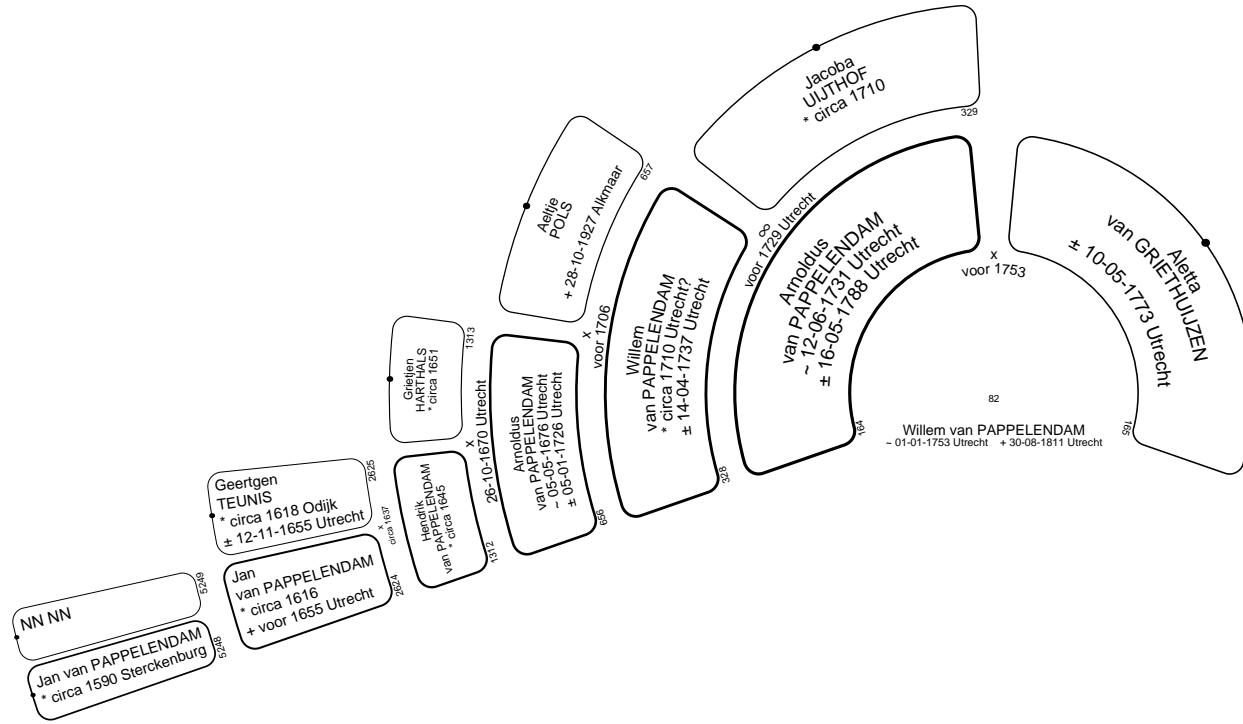 Jacoba
UIJTHOF
* circa 1710
329
Aeltje
POLS
+ 28-10-1927 Alkmaar
657
∞
voor 1729 Utrecht
Arnoldus
van PAPPELENDAM
~ 12-06-1731 Utrecht
± 16-05-1788 Utrecht
164
x
voor 1753
Aletta
van GRIETHUIJZEN
± 10-05-1773 Utrecht
165
82
Willem van PAPPELENDAM
~ 01-01-1753 Utrecht + 30-08-1811 Utrecht
x
voor 1706
Willem
van PAPPELENDAM
* circa 1710 Utrecht?
± 14-04-1737 Utrecht
328
Grietjen
HARTHALS
* circa 1651
1313
x
26-10-1670 Utrecht
Arnoldus
van PAPPELENDAM
~ 05-05-1676 Utrecht
± 05-01-1726 Utrecht
656
Geertgen
TEUNIS
* circa 1618 Odijk
± 12-11-1655 Utrecht
2625
x
circa 1637
Hendrik
van PAPPELENDAM
* circa 1645
1312
Jan
van PAPPELENDAM
* circa 1616
+ voor 1655 Utrecht
2624
NN NN
5249
Jan van PAPPELENDAM
* circa 1590 Sterckenburg
5248